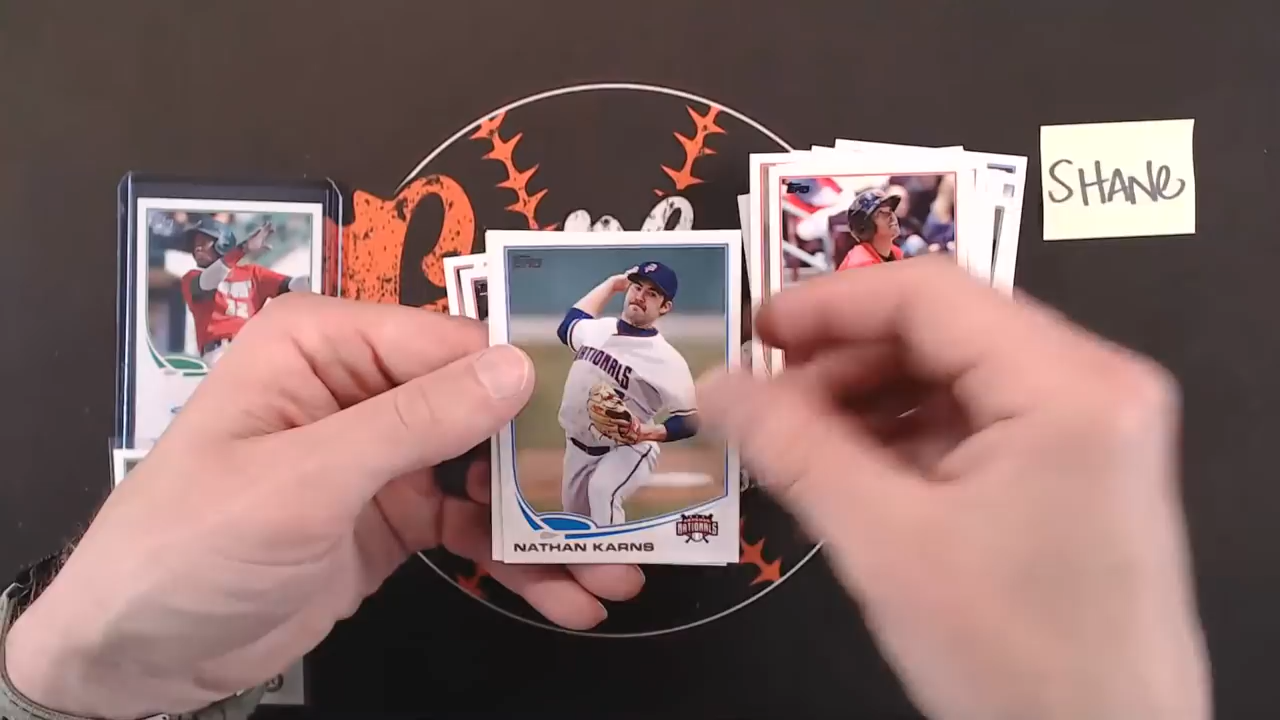 SHANE
Topps
Topps
NATIONALS
NATIONALS
NATHAN KARNS